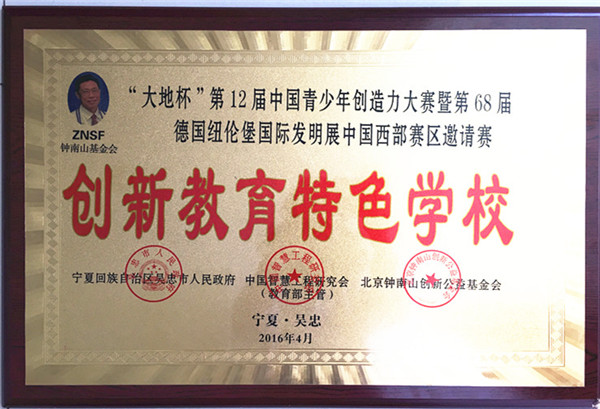 ZNSF
钟南山基金会
“大地杯”第12届中国青少年创造力大赛暨第68届
德国纽伦堡国际发明展中国西部赛区邀请赛
创新教育特色学校
宁夏回族自治区吴忠市人民政府 中国智慧工程研究会 北京钟南山创新公益基金会
(教育部主管)
宁夏·吴忠
2016年4月